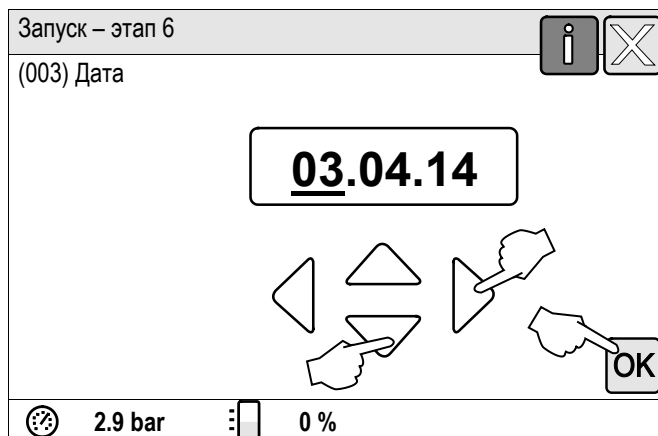 Запуск – этап 6
i
X
(003) Дата
03.04.14
OK
2.9 bar
0 %